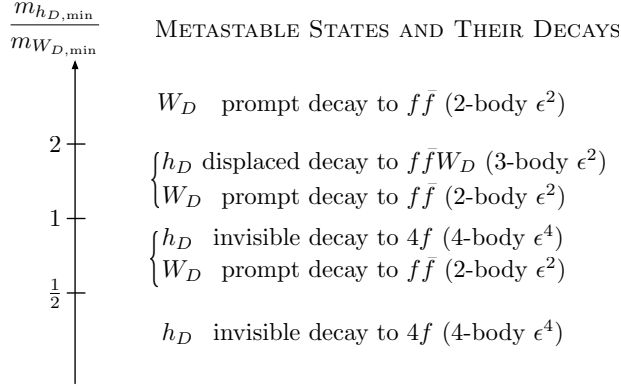 m_{h_D,min} / m_{W_D,min}
METASTABLE STATES AND THEIR DECAYS
W_D prompt decay to f f̄ (2-body ϵ²)
2
h_D displaced decay to f f̄ W_D (3-body ϵ²)
W_D prompt decay to f f̄ (2-body ϵ²)
1
h_D invisible decay to 4f (4-body ϵ⁴)
W_D prompt decay to f f̄ (2-body ϵ²)
1/2
h_D invisible decay to 4f (4-body ϵ⁴)